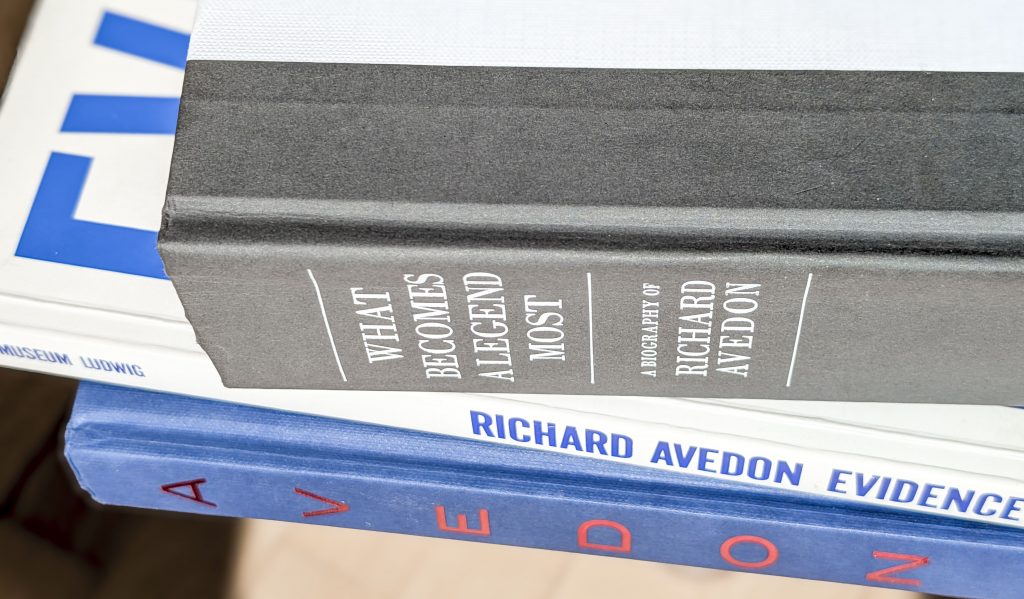 WHAT
BECOMES
A LEGEND
MOST
A BIOGRAPHY OF
RICHARD
AVEDON
MUSEUM LUDWIG
RICHARD AVEDON EVIDENCE
AVEDON